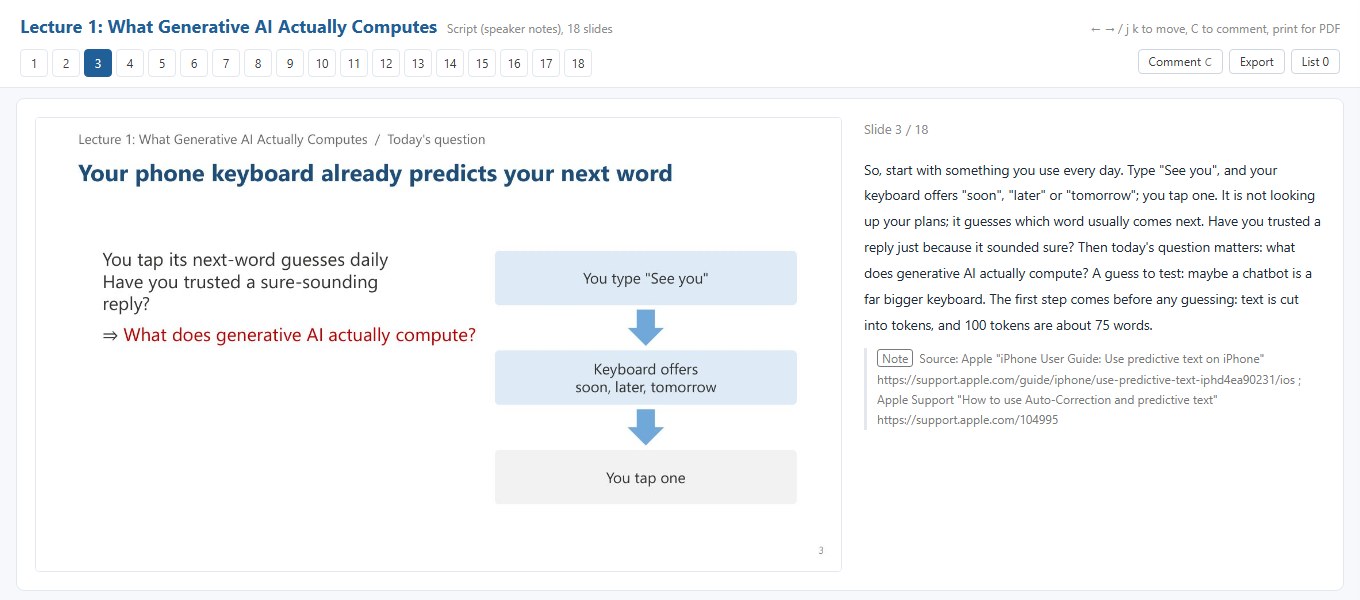 Lecture 1: What Generative AI Actually Computes Script (speaker notes), 18 slides
← → / j k to move, C to comment, print for PDF
1 2 3 4 5 6 7 8 9 10 11 12 13 14 15 16 17 18
Comment C Export List 0
Lecture 1: What Generative AI Actually Computes / Today's question
Your phone keyboard already predicts your next word
You tap its next-word guesses daily
Have you trusted a sure-sounding
reply?
⇒ What does generative AI actually compute?
You type "See you"
Keyboard offers
soon, later, tomorrow
You tap one
3
Slide 3 / 18
So, start with something you use every day. Type "See you", and your
keyboard offers "soon", "later" or "tomorrow"; you tap one. It is not looking
up your plans; it guesses which word usually comes next. Have you trusted a
reply just because it sounded sure? Then today's question matters: what
does generative AI actually compute? A guess to test: maybe a chatbot is a
far bigger keyboard. The first step comes before any guessing: text is cut
into tokens, and 100 tokens are about 75 words.
Note Source: Apple "iPhone User Guide: Use predictive text on iPhone"
https://support.apple.com/guide/iphone/use-predictive-text-iphd4ea90231/ios ;
Apple Support "How to use Auto-Correction and predictive text"
https://support.apple.com/104995